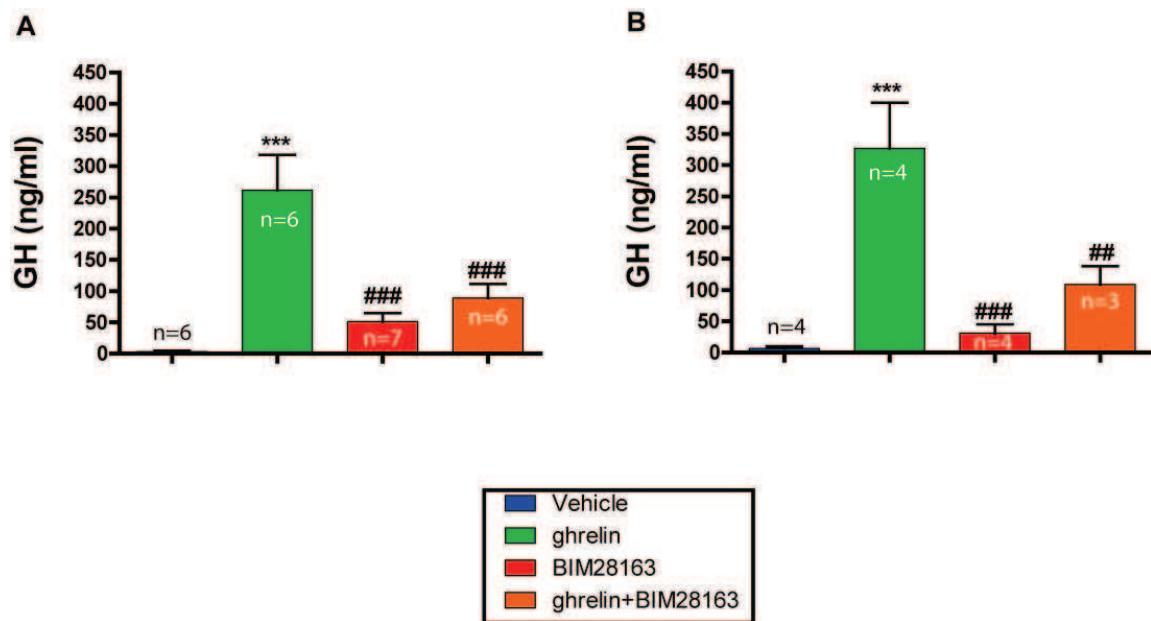 A
GH (ng/ml)
450
400
350
300
250
200
150
100
50
0
n=6
***
n=6
###
n=7
###
n=6
B
GH (ng/ml)
450
400
350
300
250
200
150
100
50
0
n=4
***
n=4
###
n=4
##
n=3
Vehicle
ghrelin
BIM28163
ghrelin+BIM28163